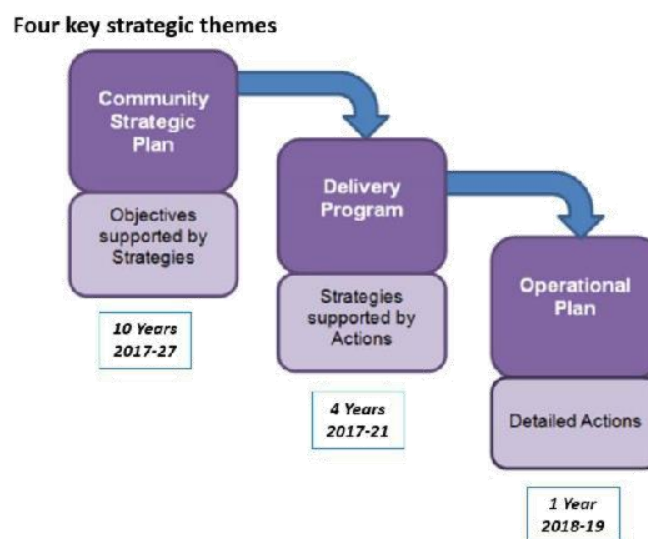 Four key strategic themes
Community
Strategic
Plan
Objectives
supported by
Strategies
10 Years
2017-27
Delivery
Program
Strategies
supported by
Actions
4 Years
2017-21
Operational
Plan
Detailed Actions
1 Year
2018-19